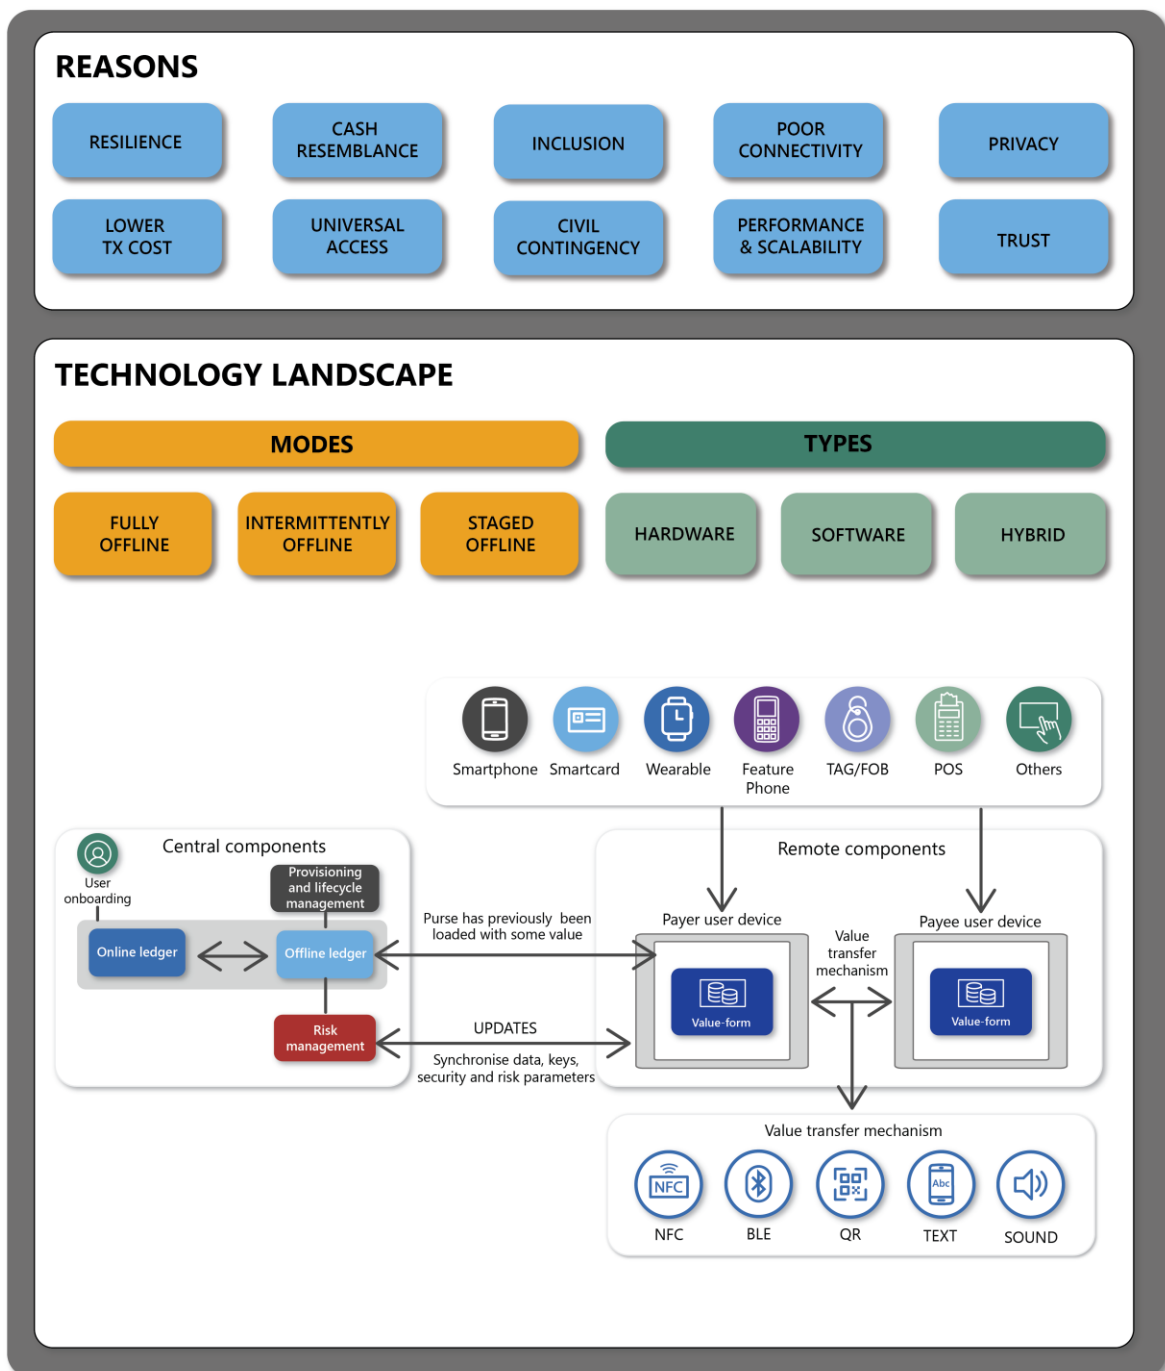 REASONS
RESILIENCE
CASH
RESEMBLANCE
INCLUSION
POOR
CONNECTIVITY
PRIVACY
LOWER
TX COST
UNIVERSAL
ACCESS
CIVIL
CONTINGENCY
PERFORMANCE
& SCALABILITY
TRUST
TECHNOLOGY LANDSCAPE
MODES
TYPES
FULLY
OFFLINE
INTERMITTENTLY
OFFLINE
STAGED
OFFLINE
HARDWARE
SOFTWARE
HYBRID
Smartphone
Smartcard
Wearable
Feature
Phone
TAG/FOB
POS
Others
Central components
User
onboarding
Provisioning
and lifecycle
management
Online ledger
Offline ledger
Risk
management
Purse has previously been
loaded with some value
UPDATES
Synchronise data, keys,
security and risk parameters
Remote components
Payer user device
Value-form
Value
transfer
mechanism
Payee user device
Value-form
Value transfer mechanism
NFC
NFC
BLE
QR
Abc
TEXT
SOUND